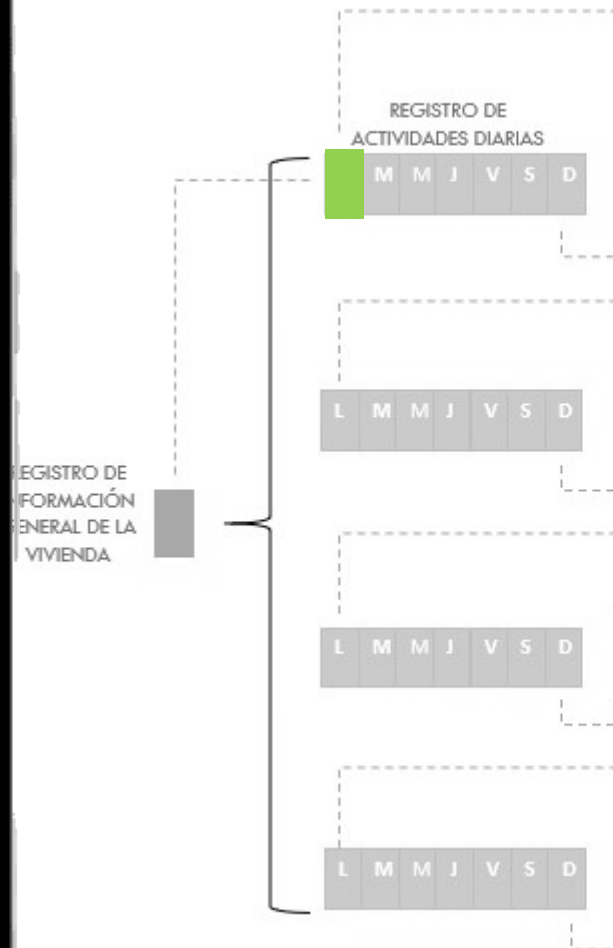 REGISTRO DE
ACTIVIDADES DIARIAS
M M J V S D
L M M J V S D
EGISTRO DE
FORMACIÓN
ENERAL DE LA
VIVIENDA
L M M J V S D
L M M J V S D